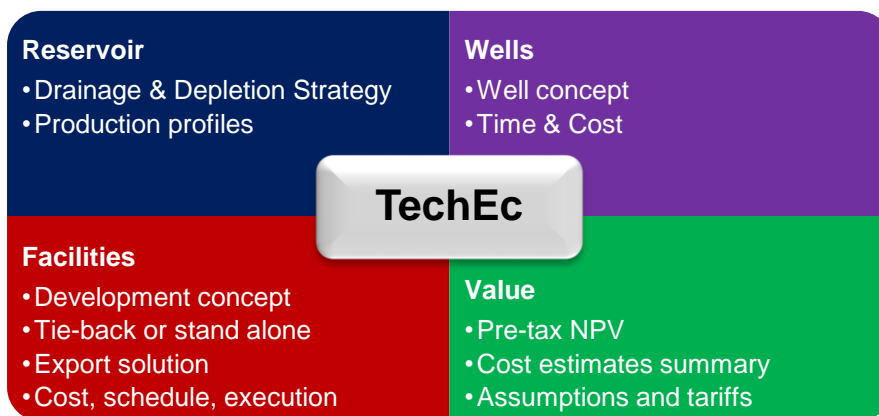 Reservoir
•Drainage & Depletion Strategy
•Production profiles
Wells
•Well concept
•Time & Cost
TechEc
Facilities
•Development concept
•Tie-back or stand alone
•Export solution
•Cost, schedule, execution
Value
•Pre-tax NPV
•Cost estimates summary
•Assumptions and tariffs